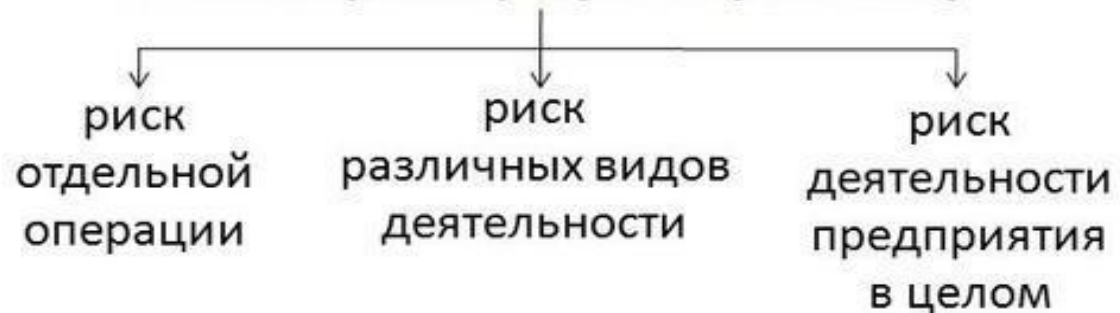 риск
отдельной
операции
риск
различных видов
деятельности
риск
деятельности
предприятия
в целом